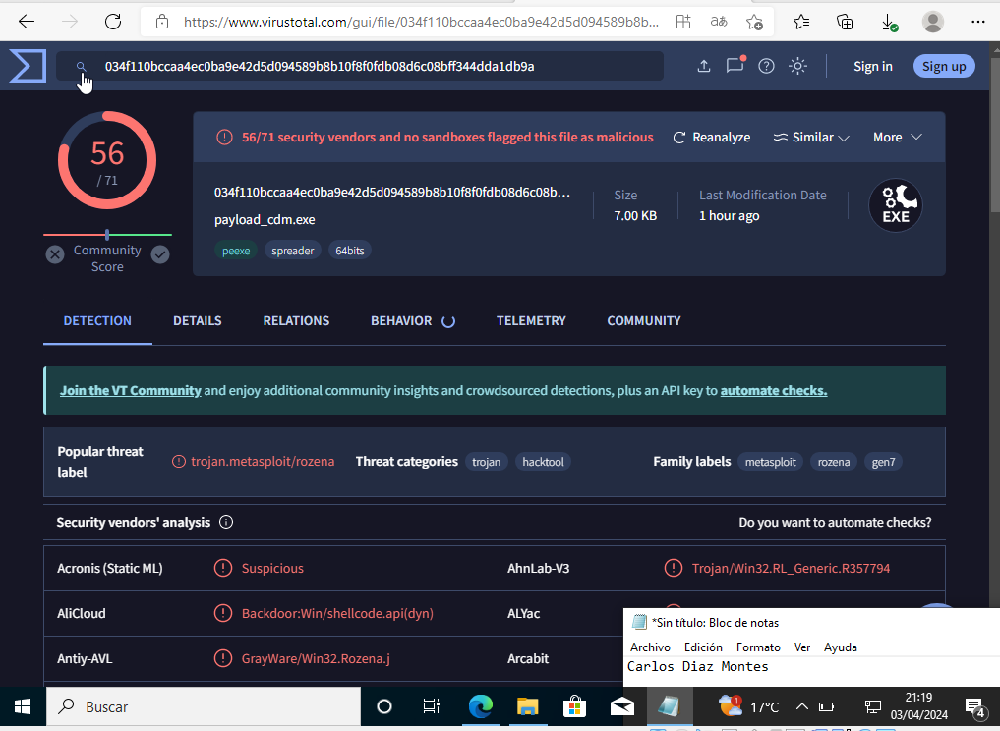 https://www.virustotal.com/gui/file/034f110bccaa4ec0ba9e42d5d094589b8b...
034f110bccaa4ec0ba9e42d5d094589b8b10f8f0fdb08d6c08bff344dda1db9a
Sign in
Sign up
56
/ 71
Community
Score
56/71 security vendors and no sandboxes flagged this file as malicious
Reanalyze
Similar
More
034f110bccaa4ec0ba9e42d5d094589b8b10f8f0fdb08d6c08b...
payload_cdm.exe
peexe
spreader
64bits
Size
7.00 KB
Last Modification Date
1 hour ago
EXE
DETECTION
DETAILS
RELATIONS
BEHAVIOR
TELEMETRY
COMMUNITY
Join the VT Community and enjoy additional community insights and crowdsourced detections, plus an API key to automate checks.
Popular threat
label
trojan.metasploit/rozena
Threat categories
trojan
hacktool
Family labels
metasploit
rozena
gen7
Security vendors' analysis
Do you want to automate checks?
Acronis (Static ML)
Suspicious
AhnLab-V3
Trojan/Win32.RL_Generic.R357794
AliCloud
Backdoor:Win/shellcode.api(dyn)
ALYac
Antiy-AVL
GrayWare/Win32.Rozena.j
Arcabit
*Sin título: Bloc de notas
Archivo Edición Formato Ver Ayuda
Carlos Diaz Montes
Buscar
1
17°C
21:19
03/04/2024
4